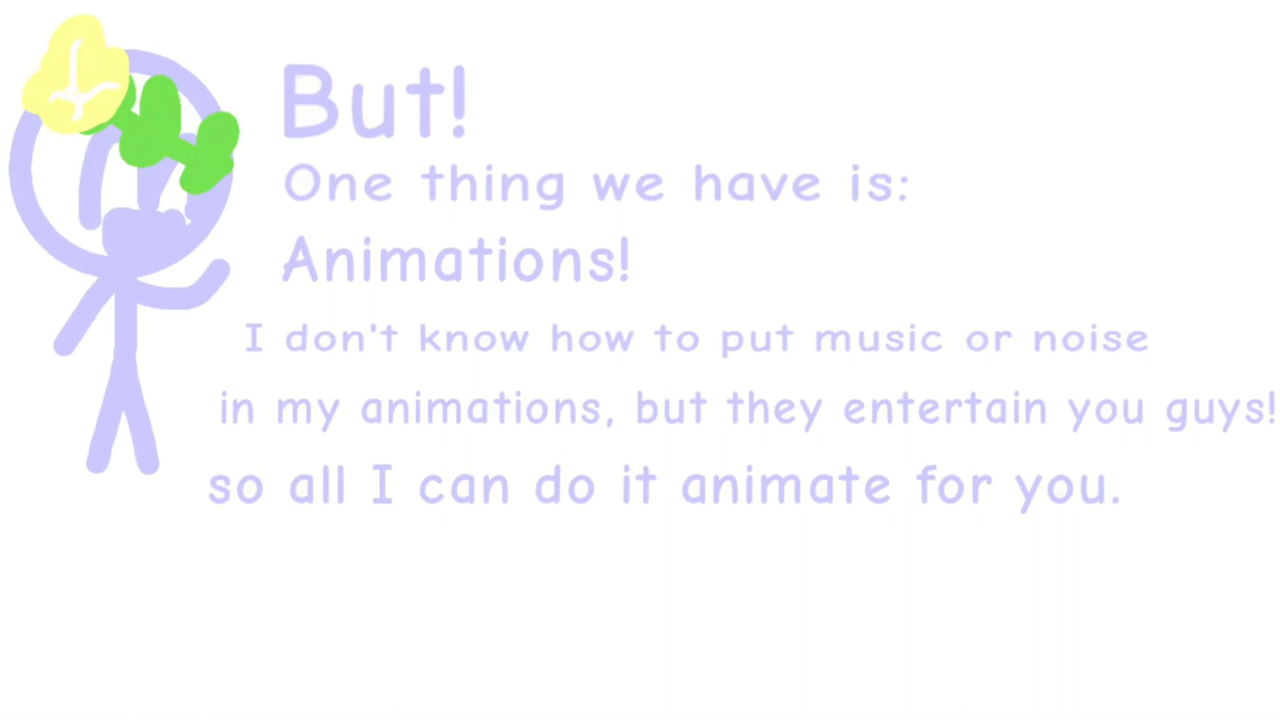 But!
One thing we have is:
Animations!
I don't know how to put music or noise
in my animations, but they entertain you guys!
so all I can do it animate for you.